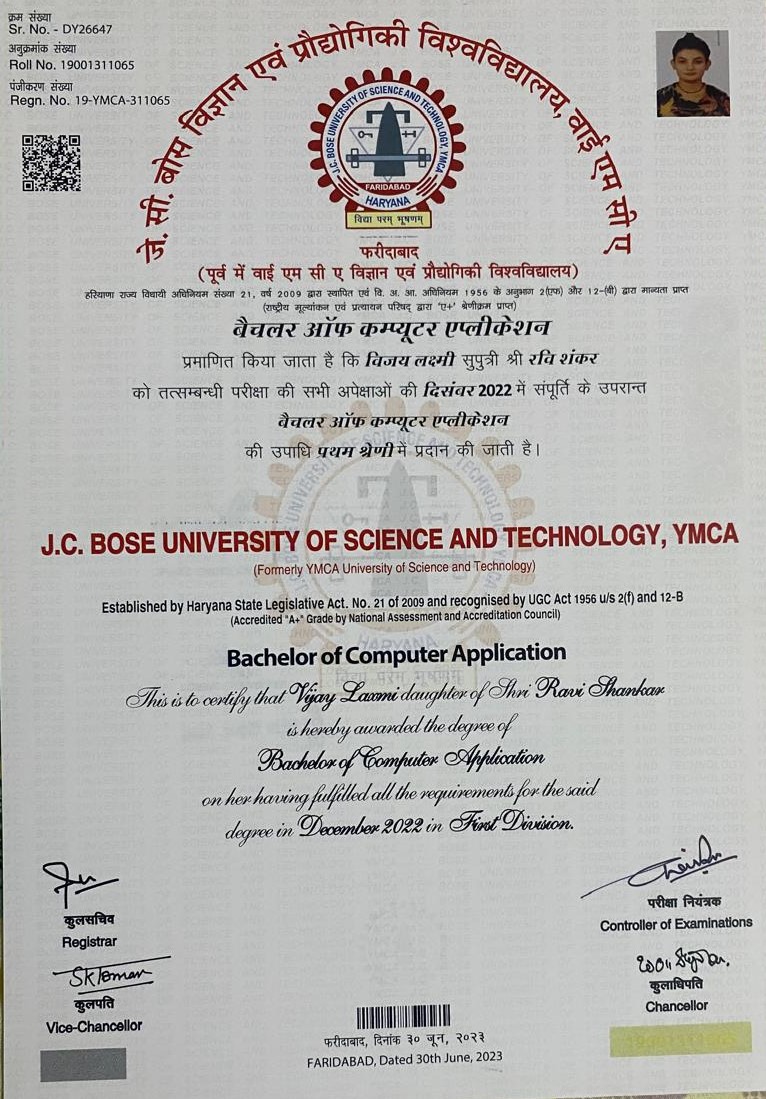 क्रम संख्या
Sr. No. - DY26647
अनुक्रमांक संख्या
Roll No. 19001311065
पंजीकरण संख्या
Regn. No. 19-YMCA-311065
जे. सी. बोस विज्ञान एवं प्रौद्योगिकी विश्वविद्यालय, वाई एम सी ए
J.C. BOSE UNIVERSITY OF SCIENCE AND TECHNOLOGY, YMCA
FARIDABAD
HARYANA
विद्या परम् भूषणम्
फरीदाबाद
(पूर्व में वाई एम सी ए विज्ञान एवं प्रौद्योगिकी विश्वविद्यालय)
हरियाणा राज्य विधायी अधिनियम संख्या 21, वर्ष 2009 द्वारा स्थापित एवं वि. अ. आ. अधिनियम 1956 के अनुभाग 2(एफ) और 12-(बी) द्वारा मान्यता प्राप्त
(राष्ट्रीय मूल्यांकन एवं प्रत्यायन परिषद् द्वारा 'ए+' श्रेणीक्रम प्राप्त)
बैचलर ऑफ कम्प्यूटर एप्लीकेशन
प्रमाणित किया जाता है कि विजय लक्ष्मी सुपुत्री श्री रवि शंकर
को तत्सम्बन्धी परीक्षा की सभी अपेक्षाओं की दिसंबर 2022 में संपूर्ति के उपरान्त
बैचलर ऑफ कम्प्यूटर एप्लीकेशन
की उपाधि प्रथम श्रेणी में प्रदान की जाती है।
J.C. BOSE UNIVERSITY OF SCIENCE AND TECHNOLOGY, YMCA
(Formerly YMCA University of Science and Technology)
Established by Haryana State Legislative Act. No. 21 of 2009 and recognised by UGC Act 1956 u/s 2(f) and 12-B
(Accredited "A+" Grade by National Assessment and Accreditation Council)
Bachelor of Computer Application
This is to certify that Vijay Laxmi daughter of Shri Ravi Shankar
is hereby awarded the degree of
Bachelor of Computer Application
on her having fulfilled all the requirements for the said
degree in December 2022 in First Division.
कुलसचिव
Registrar
परीक्षा नियंत्रक
Controller of Examinations
SKTomar
कुलपति
Vice-Chancellor
कुलाधिपति
Chancellor
फरीदाबाद, दिनांक ३० जून, २०२३
FARIDABAD, Dated 30th June, 2023